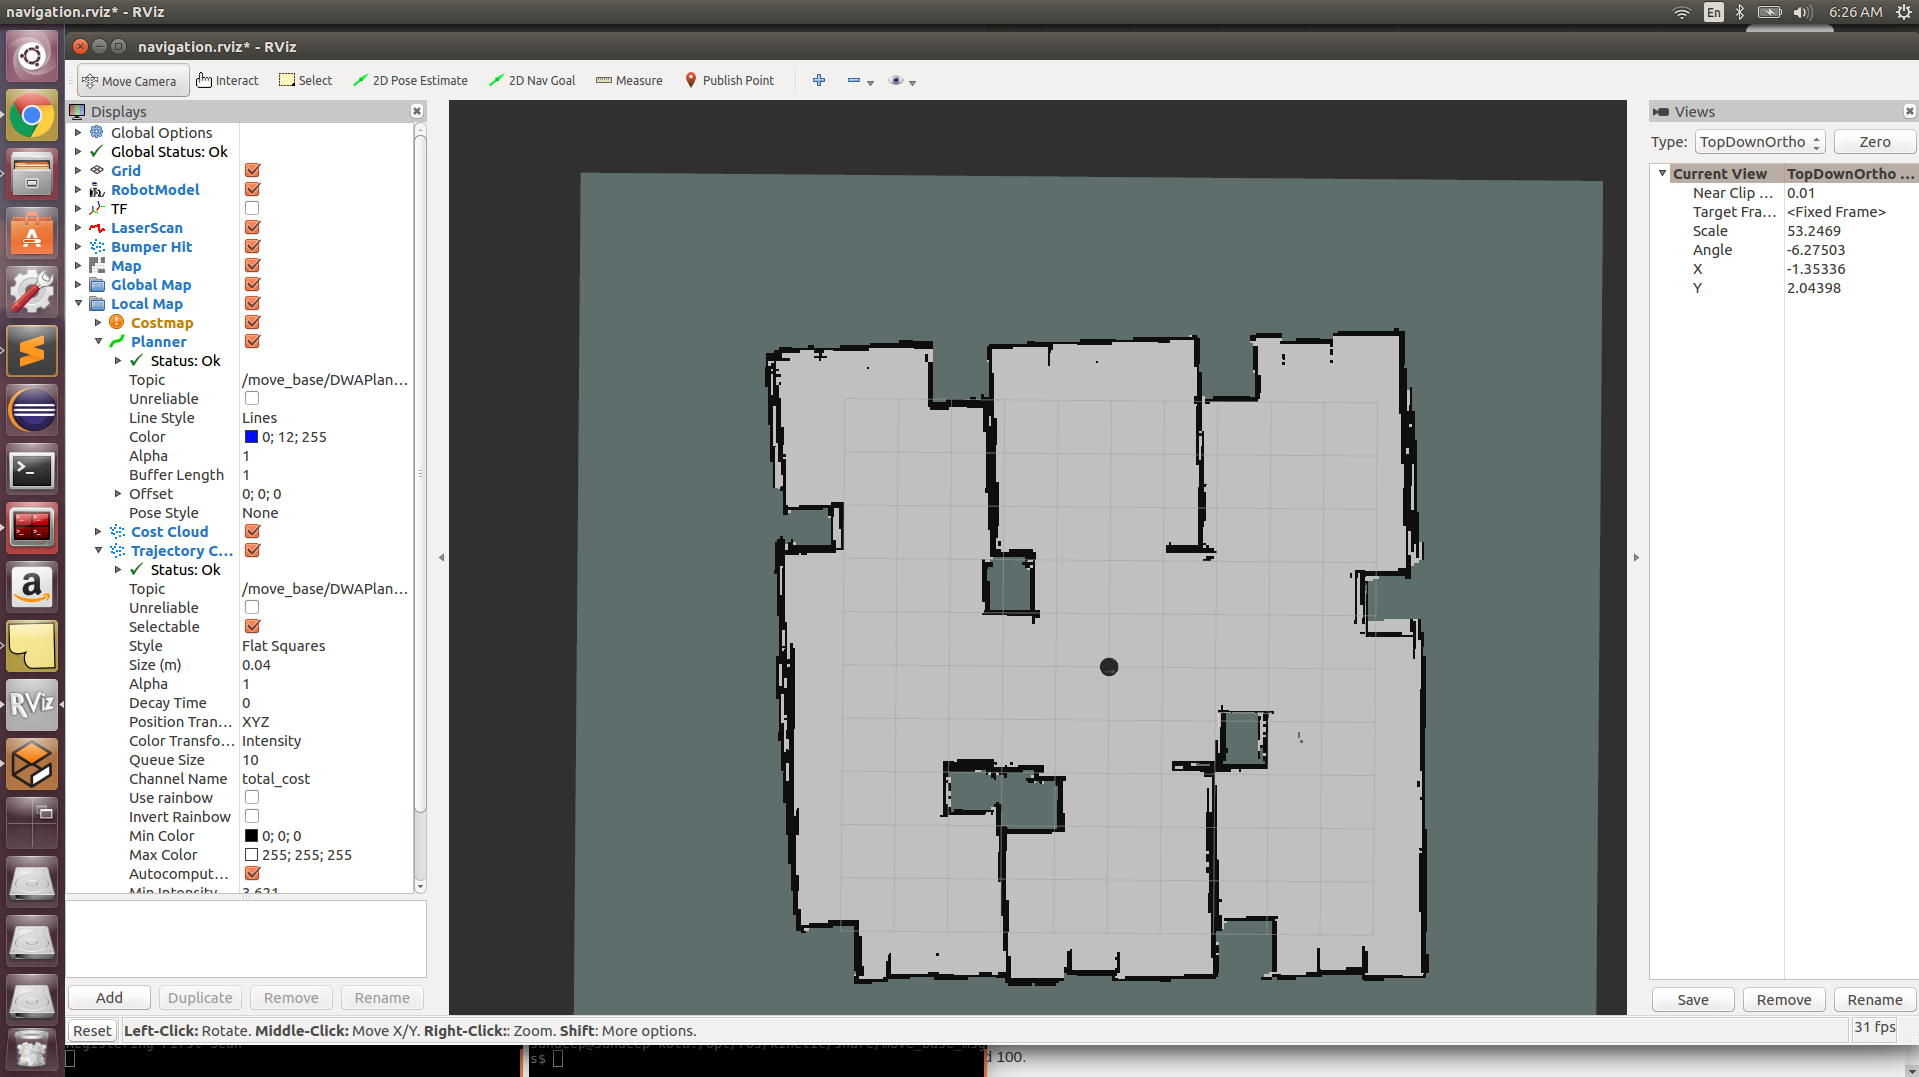 navigation.rviz* - RViz
En
6:26 AM
navigation.rviz* - RViz
Move Camera
Interact
Select
2D Pose Estimate
2D Nav Goal
Measure
Publish Point
Displays
Global Options
Global Status: Ok
Grid
RobotModel
TF
LaserScan
Bumper Hit
Map
Global Map
Local Map
Costmap
Planner
Status: Ok
Topic /move_base/DWAPlan...
Unreliable
Line Style Lines
Color 0; 12; 255
Alpha 1
Buffer Length 1
Offset 0; 0; 0
Pose Style None
Cost Cloud
Trajectory C...
Status: Ok
Topic /move_base/DWAPlan...
Unreliable
Selectable
Style Flat Squares
Size (m) 0.04
Alpha 1
Decay Time 0
Position Tran... XYZ
Color Transfo... Intensity
Queue Size 10
Channel Name total_cost
Use rainbow
Invert Rainbow
Min Color 0; 0; 0
Max Color 255; 255; 255
Autocomput...
Min Intensity 3.621
Add
Duplicate
Remove
Rename
Views
Type: TopDownOrtho
Zero
Current View TopDownOrtho ...
Near Clip ... 0.01
Target Fra... <Fixed Frame>
Scale 53.2469
Angle -6.27503
X -1.35336
Y 2.04398
Save
Remove
Rename
Reset
Left-Click: Rotate. Middle-Click: Move X/Y. Right-Click:: Zoom. Shift: More options.
31 fps
RViz
Registering First Scan
s$
d 100.